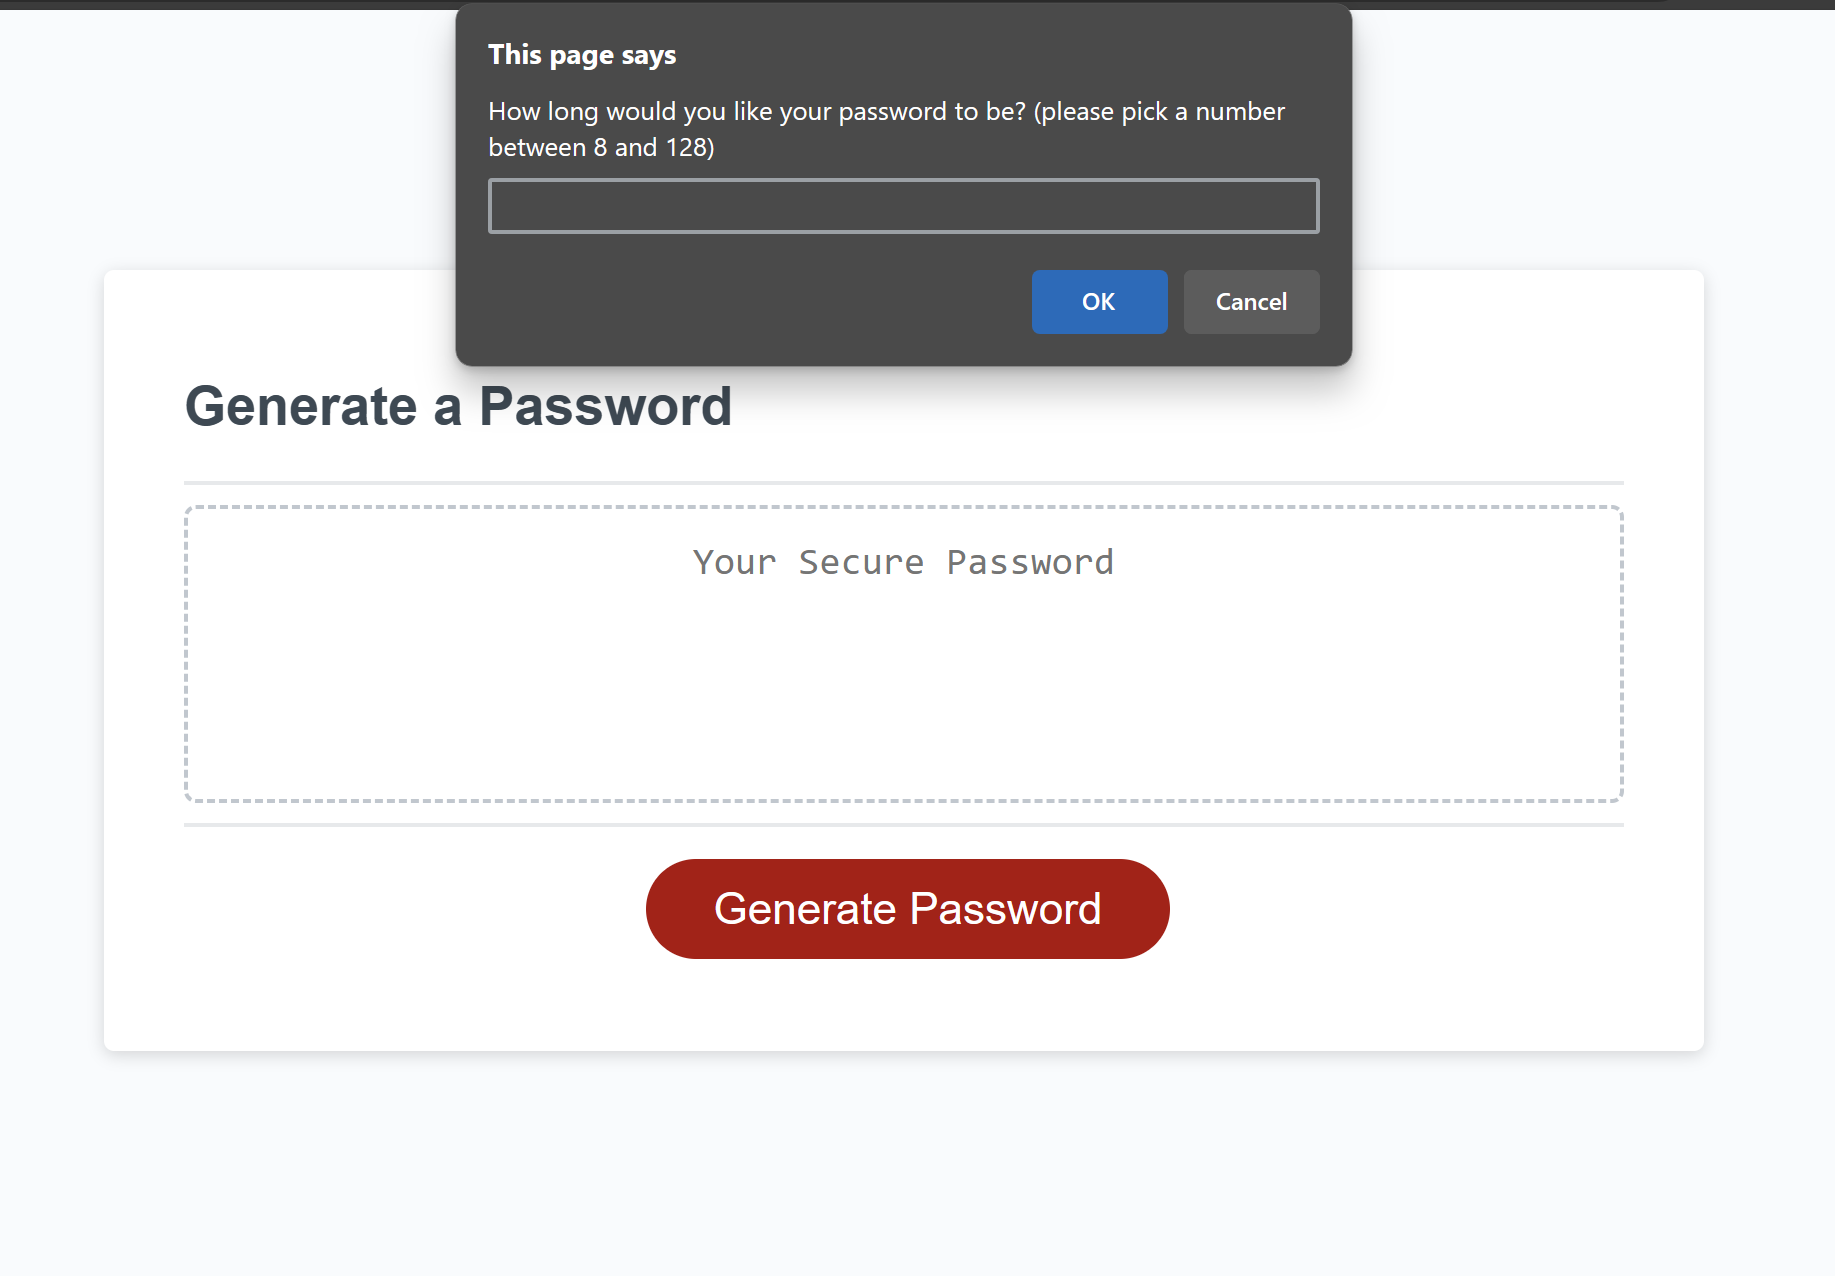 This page says
How long would you like your password to be? (please pick a number
between 8 and 128)
OK
Cancel
Generate a Password
Your Secure Password
Generate Password